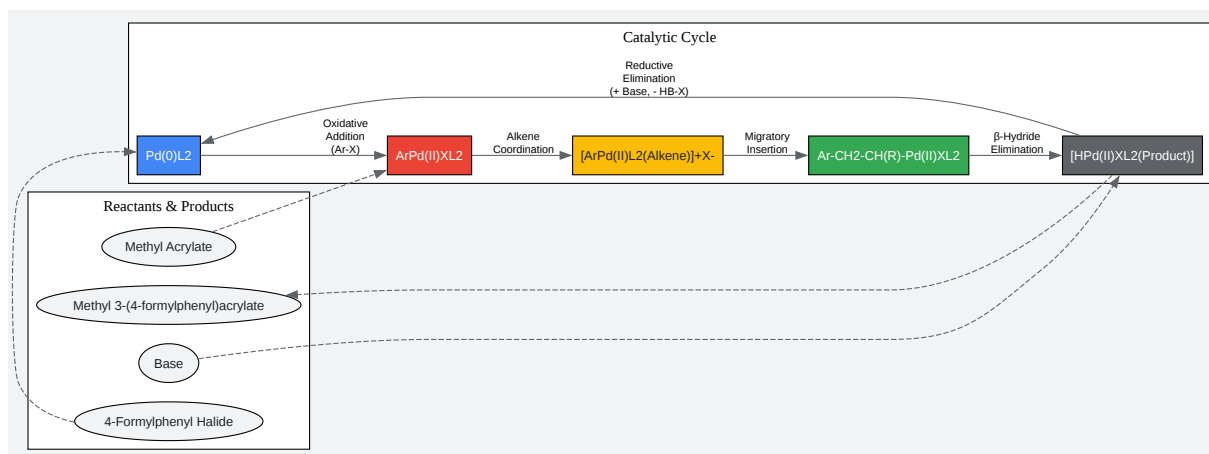 Catalytic Cycle
Reductive
Elimination
(+ Base, - HB-X)
Oxidative
Addition
(Ar-X)
Alkene
Coordination
Migratory
Insertion
β-Hydride
Elimination
Pd(0)L2
ArPd(II)XL2
[ArPd(II)L2(Alkene)]+X-
Ar-CH2-CH(R)-Pd(II)XL2
[HPd(II)XL2(Product)]
Reactants & Products
Methyl Acrylate
Methyl 3-(4-formylphenyl)acrylate
Base
4-Formylphenyl Halide